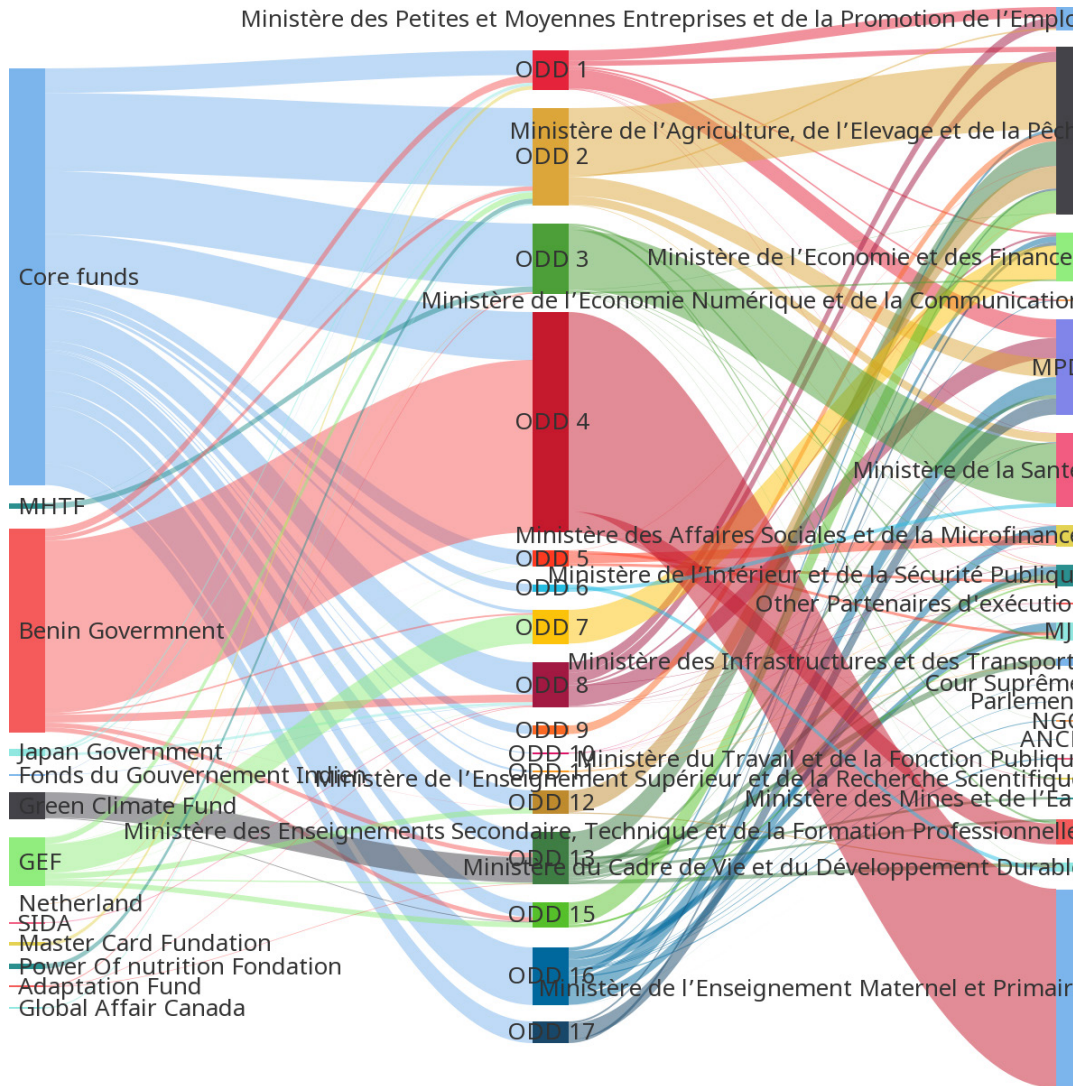 Ministère des Petites et Moyennes Entreprises et de la Promotion de l’Emplo
ODD 1
Ministère de l’Agriculture, de l’Elevage et de la Pêch
ODD 2
Ministère de l’Economie et des Finance
ODD 3
Core funds
Ministère de l’Economie Numérique et de la Communication
MPD
ODD 4
Ministère de la Santé
MHTF
Ministère des Affaires Sociales et de la Microfinance
ODD 5
Ministère de l’Intérieur et de la Sécurité Publique
ODD 6
Other Partenaires d'exécutio
Benin Govermnent
ODD 7
MJ
Ministère des Infrastructures et des Transport
ODD 8
Cour Suprême
Parlemen
NGO
ODD 9
ANC
Japan Government
ODD 10
Ministère du Travail et de la Fonction Publique
Fonds du Gouvernement Indien
ODD 11
Ministère de l’Enseignement Supérieur et de la Recherche Scientifique
ODD 12
Ministère des Mines et de l’Ea
Green Climate Fund
Ministère des Enseignements Secondaire, Technique et de la Formation Professionnelle
GEF
ODD 13
Ministère du Cadre de Vie et du Développement Durable
Netherland
ODD 15
SIDA
Master Card Fundation
Power Of nutrition Fondation
ODD 16
Adaptation Fund
Ministère de l’Enseignement Maternel et Primair
Global Affair Canada
ODD 17